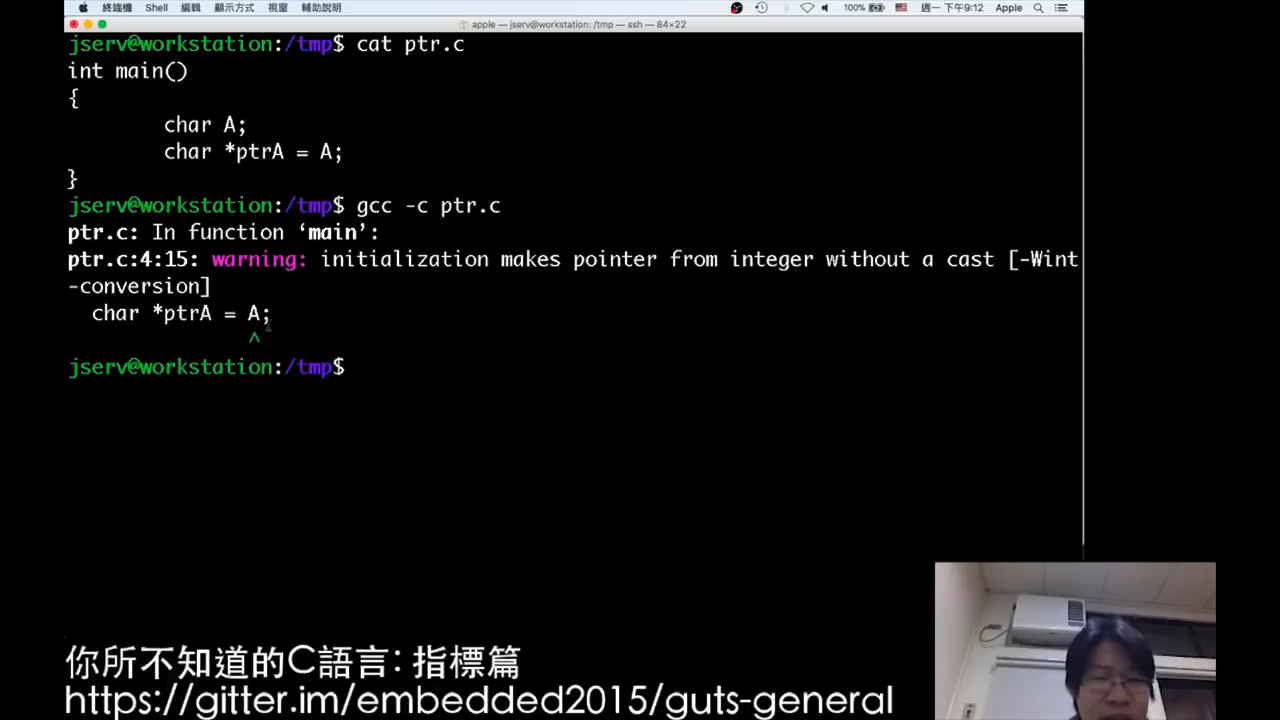 終端機 Shell 編輯 顯示方式 視窗 輔助說明 100% 週一 下午9:12 Apple
apple — jserv@workstation: /tmp — ssh — 84×22
jserv@workstation:/tmp$ cat ptr.c
int main()
{
char A;
char *ptrA = A;
}
jserv@workstation:/tmp$ gcc -c ptr.c
ptr.c: In function ‘main’:
ptr.c:4:15: warning: initialization makes pointer from integer without a cast [-Wint
-conversion]
char *ptrA = A;
^
jserv@workstation:/tmp$
你所不知道的C語言: 指標篇
https://gitter.im/embedded2015/guts-general